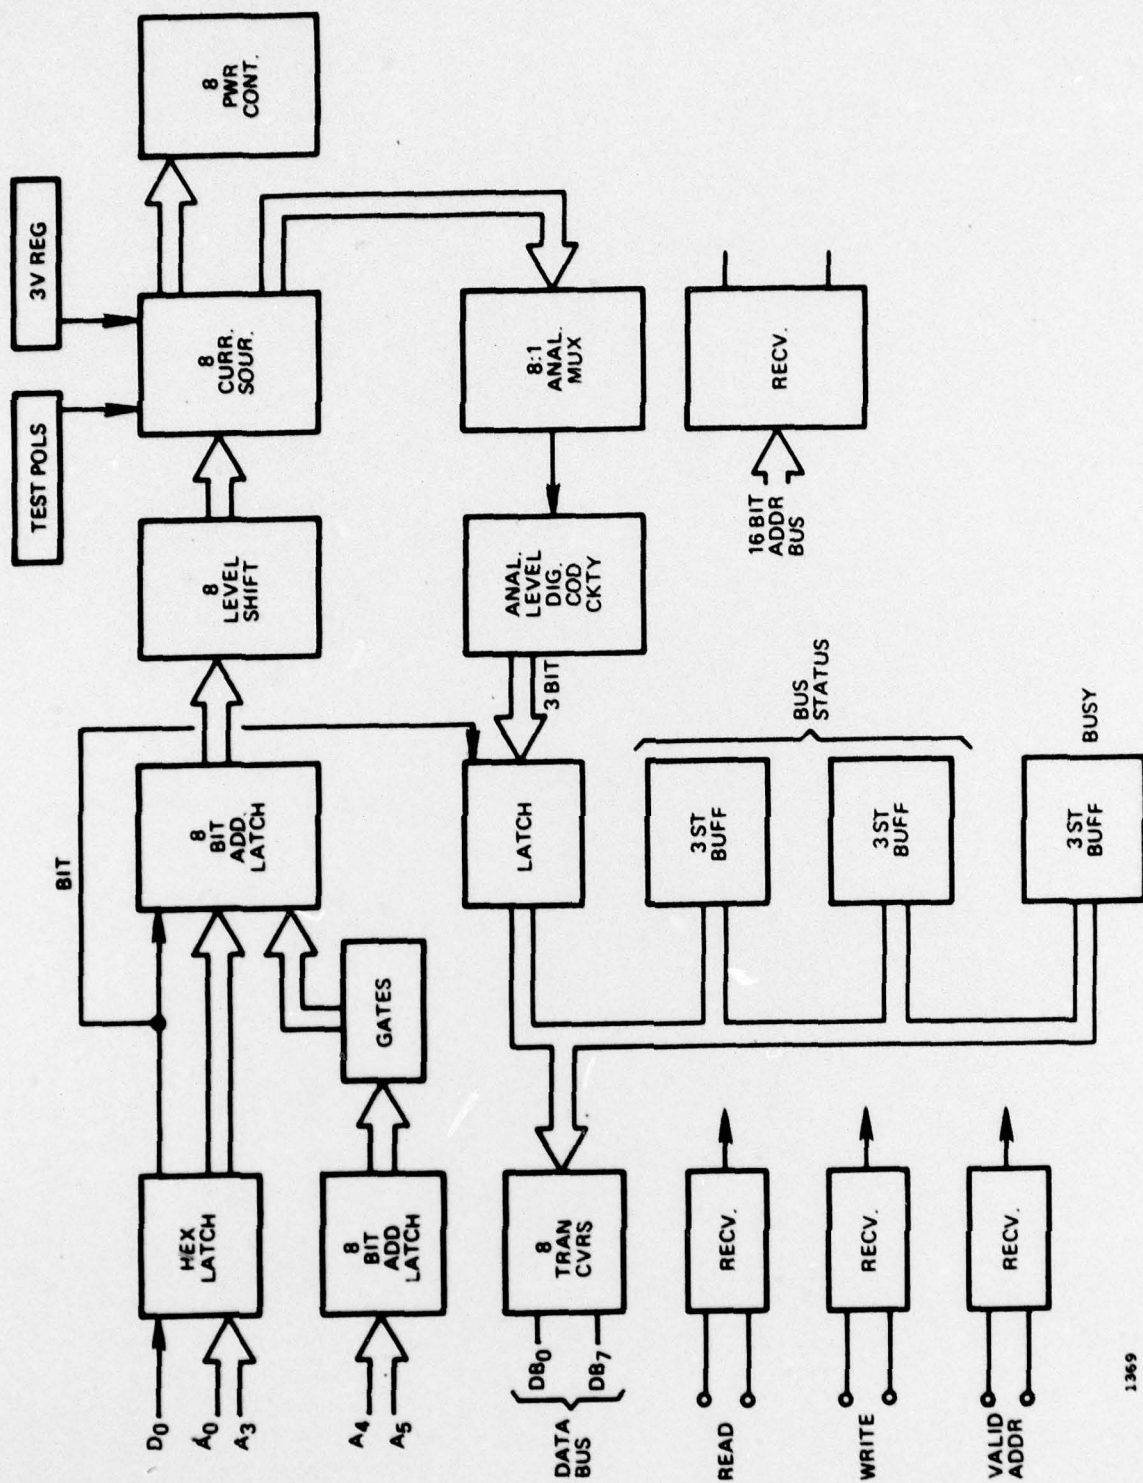 D0
A0
A3
HEX
LATCH
BIT
8
BIT
ADD.
LATCH
8
LEVEL
SHIFT
TEST POLS
3V REG
8
CURR.
SOUR.
8
PWR
CONT.
A4
A5
8
BIT
ADD
LATCH
GATES
DATA
BUS
DB0
DB7
8
TRAN
CVRS
LATCH
3 BIT
ANAL.
LEVEL
DIG.
COD
CKTY
8:1
ANAL.
MUX
READ
RECV.
3 ST
BUFF
BUS
STATUS
16 BIT
ADDR
BUS
RECV.
WRITE
RECV.
3 ST
BUFF
VALID
ADDR
RECV.
3 ST
BUFF
BUSY
1369